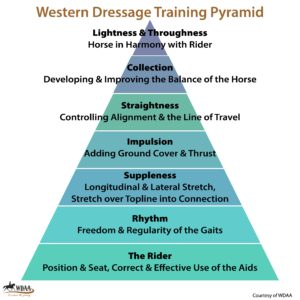 Western Dressage Training Pyramid
Lightness & Throughness
Horse in Harmony with Rider
Collection
Developing & Improving the Balance of the Horse
Straightness
Controlling Alignment & the Line of Travel
Impulsion
Adding Ground Cover & Thrust
Suppleness
Longitudinal & Lateral Stretch,
Stretch over Topline into Connection
Rhythm
Freedom & Regularity of the Gaits
The Rider
Position & Seat, Correct & Effective Use of the Aids
WDAA
Courtesy of WDAA